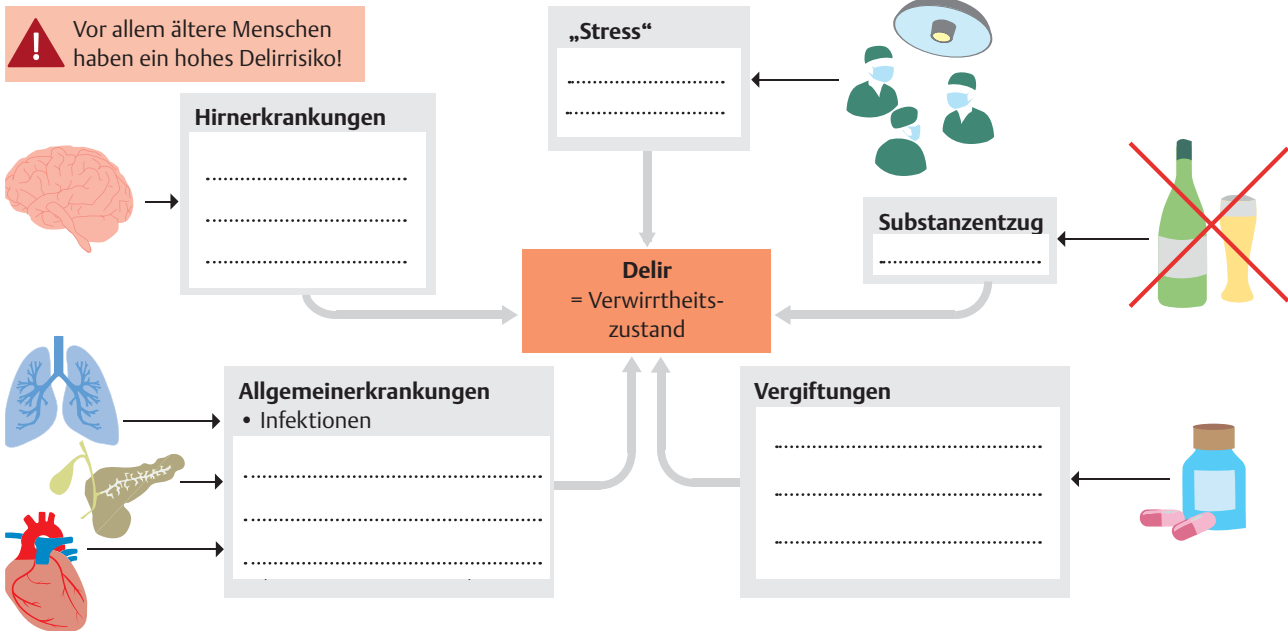 Vor allem ältere Menschen
haben ein hohes Delirrisiko!
„Stress“
Hirnerkrankungen
Substanzentzug
Delir
= Verwirrtheits-
zustand
Allgemeinerkrankungen
• Infektionen
Vergiftungen